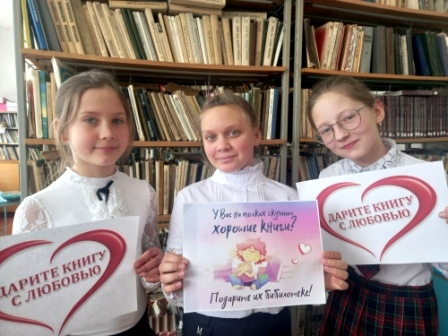 ДАРИТЕ КНИГУ
С ЛЮБОВЬЮ
У Вас на полках скучают
хорошие книги?
Подарите их библиотеке!
ДАРИТЕ КНИГУ
С ЛЮБОВЬЮ